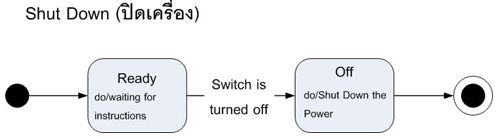 Shut Down (ปิดเครื่อง)
Ready
do/waiting for
instructions
Switch is
turned off
Off
do/Shut Down the
Power